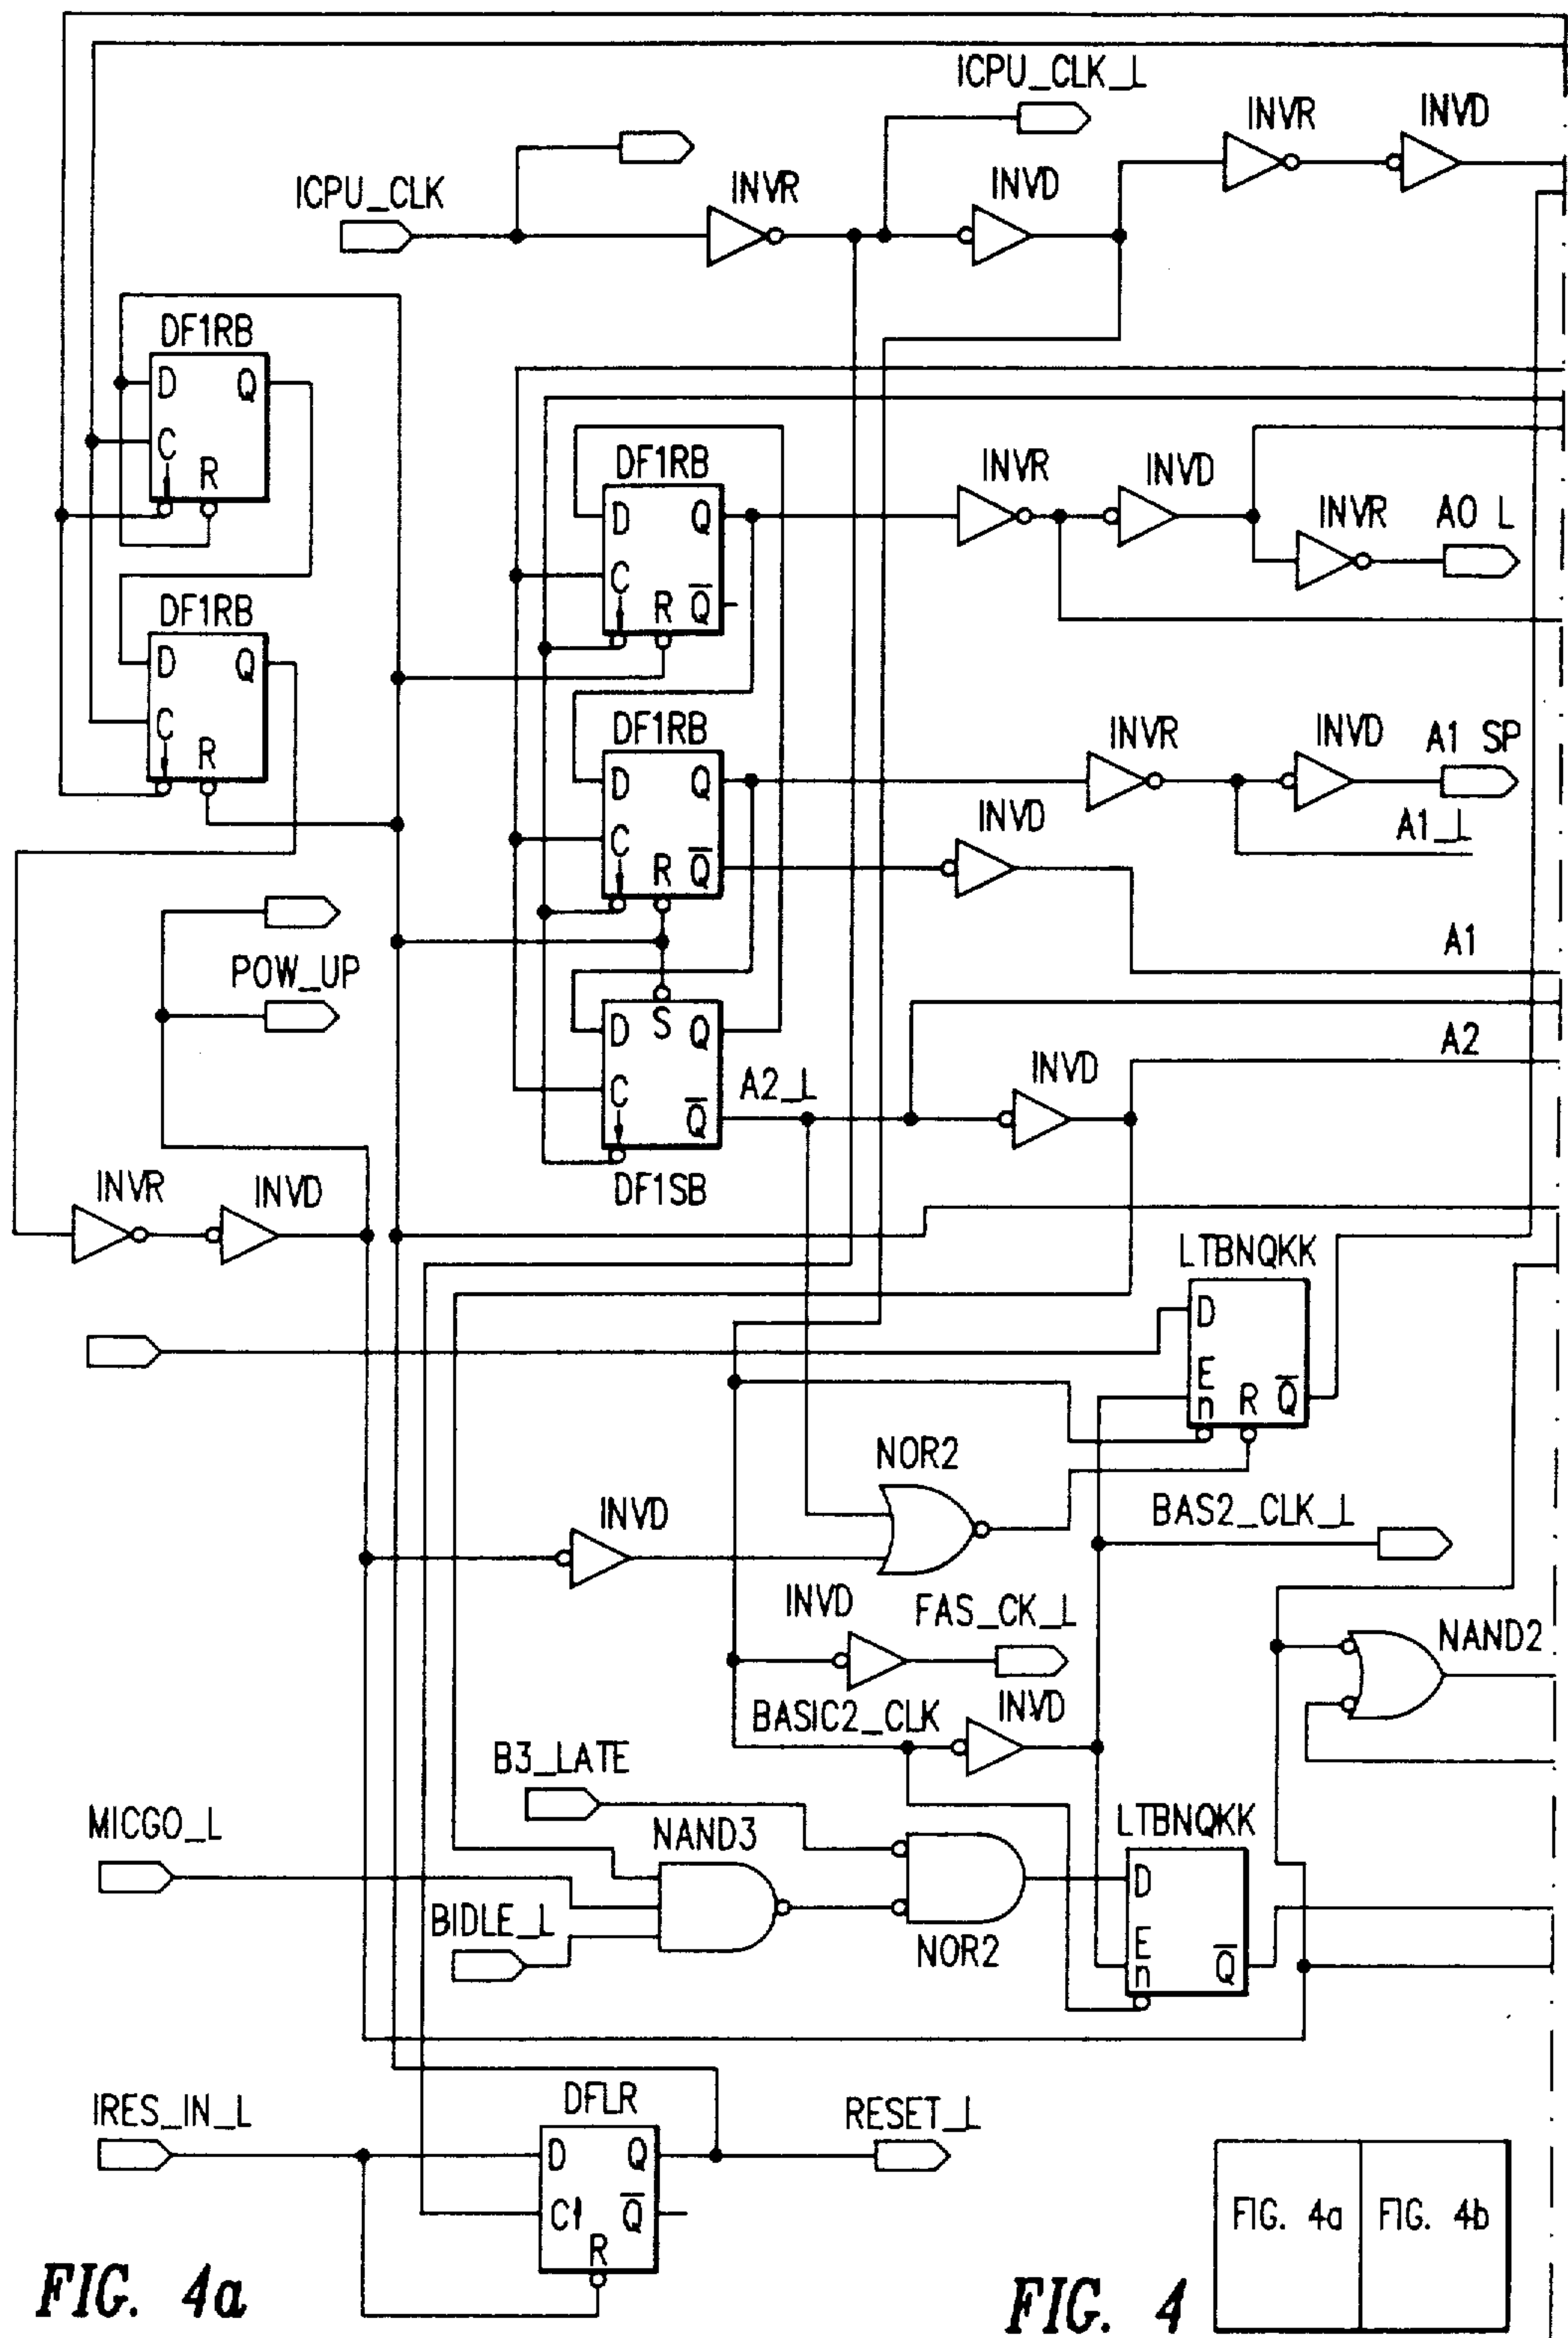 ICPU_CLK_L
INVR
INVD
ICPU_CLK
INVR
INVD
DF1RB
D
Q
C
R
DF1RB
D
Q
C
R
Q
INVR
INVD
INVR
A0 L
DF1RB
D
Q
C
R
DF1RB
D
Q
C
R
Q
INVR
INVD
A1 SP
A1_L
INVD
A1
POW_UP
D
S
Q
C
Q
DF1SB
A2_L
INVD
A2
INVR
INVD
LTBNQKK
D
E
n
R
Q
NOR2
INVD
BAS2_CLK_L
INVD
FAS_CK_L
NAND2
BASIC2_CLK
INVD
B3_LATE
MICGO_L
NAND3
BIDLE_L
NOR2
LTBNQKK
D
E
n
Q
IRES_IN_L
DFLR
D
Q
C
R
Q
RESET_L
FIG. 4a
FIG. 4
FIG. 4a
FIG. 4b